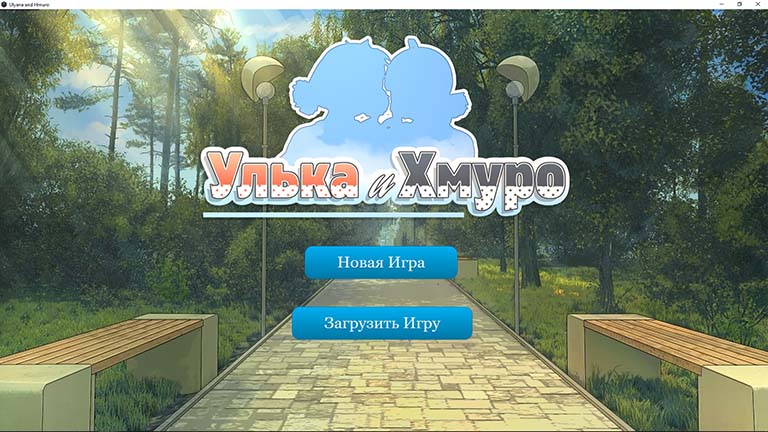 Ulyana and Hmuro
Улька и Хмуро
Новая Игра
Загрузить Игру